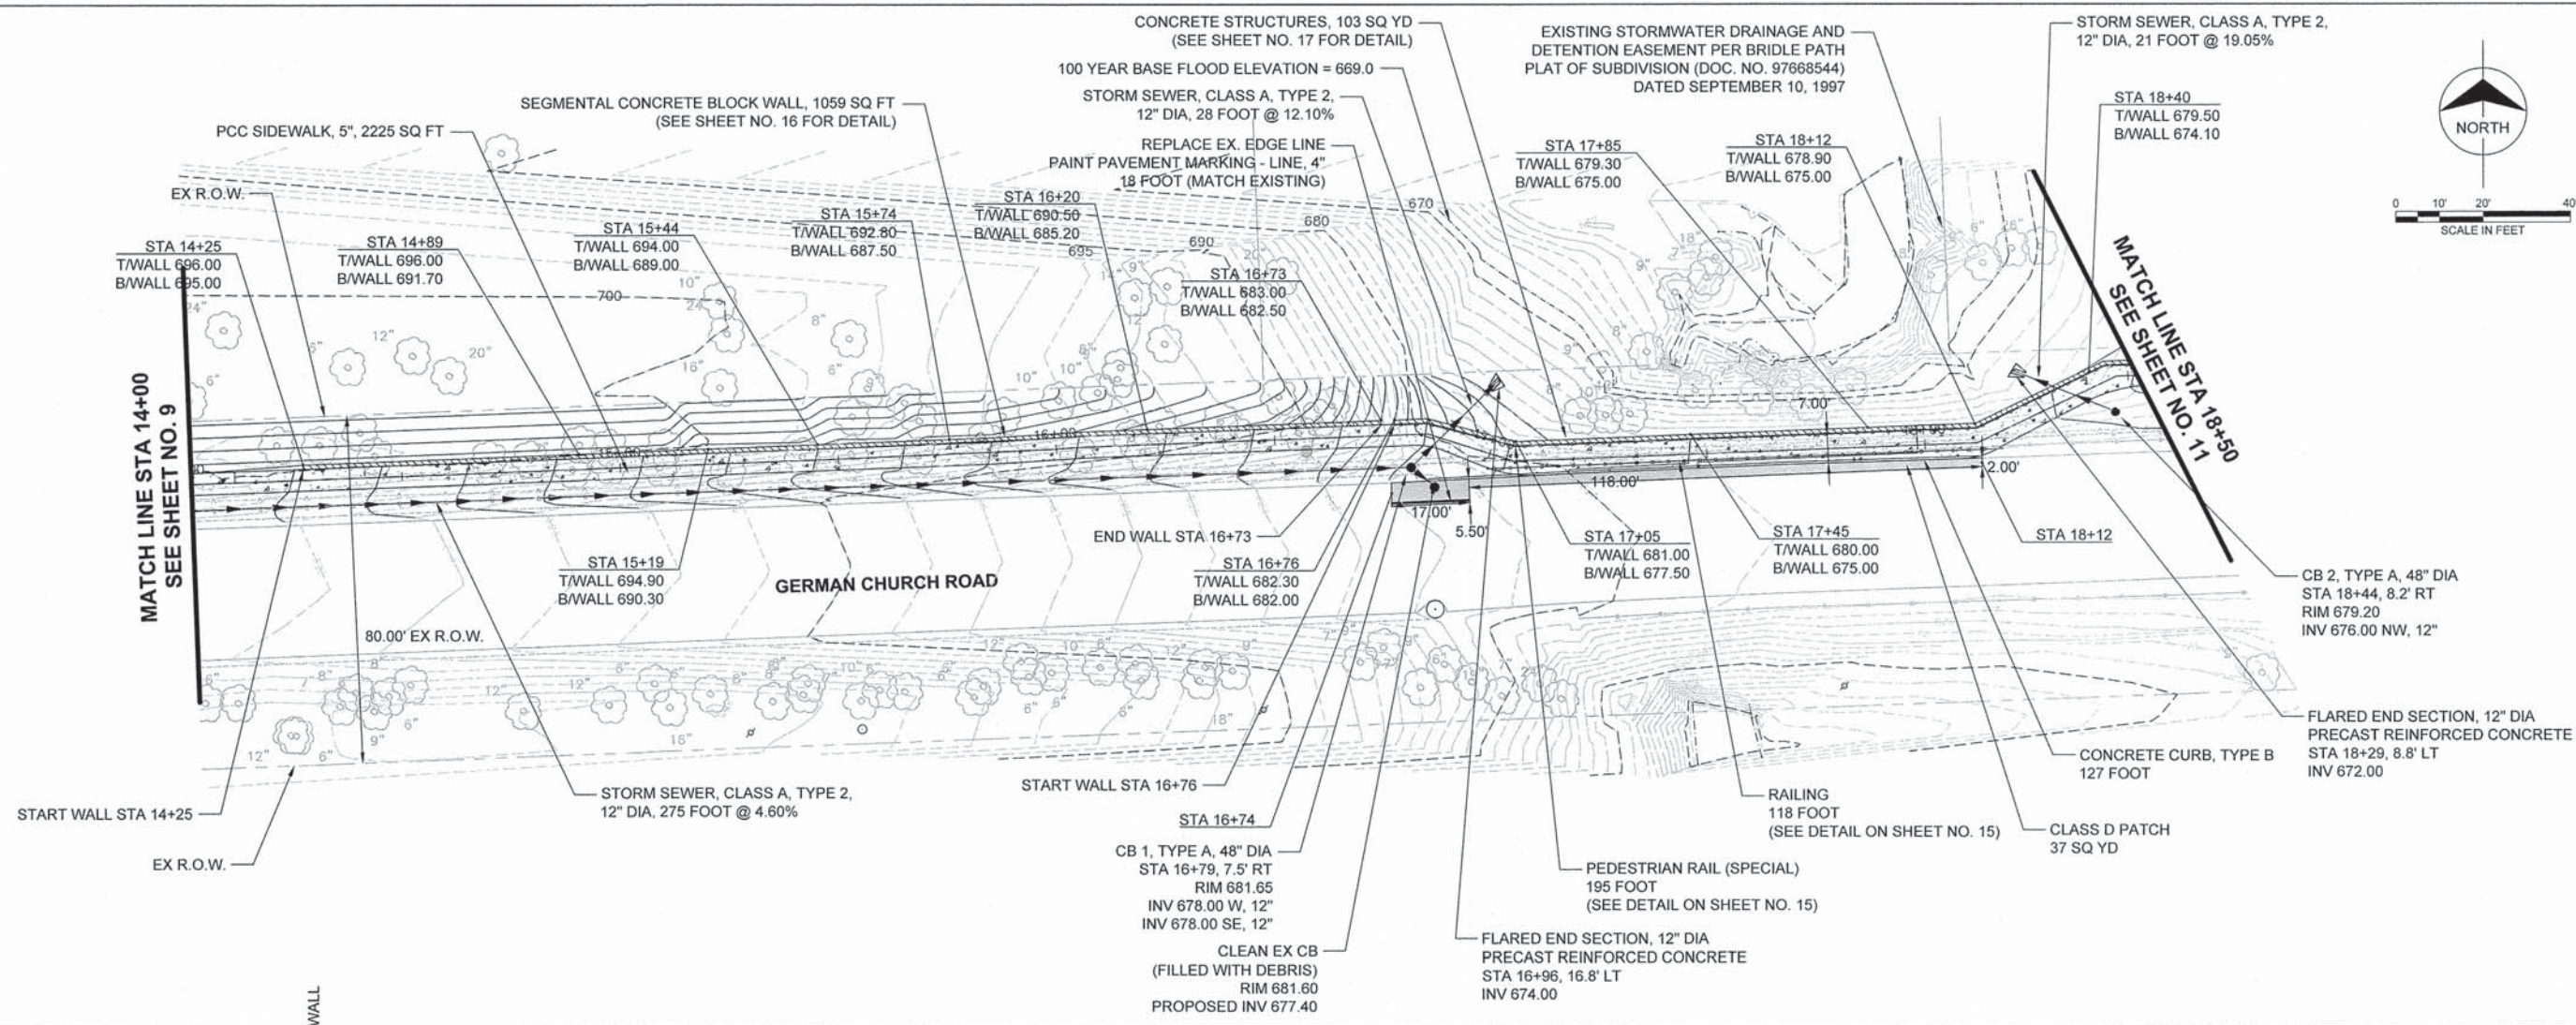 CONCRETE STRUCTURES, 103 SQ YD
(SEE SHEET NO. 17 FOR DETAIL)
100 YEAR BASE FLOOD ELEVATION = 669.0
STORM SEWER, CLASS A, TYPE 2,
12" DIA, 28 FOOT @ 12.10%
REPLACE EX. EDGE LINE
PAINT PAVEMENT MARKING - LINE, 4"
18 FOOT (MATCH EXISTING)
EXISTING STORMWATER DRAINAGE AND
DETENTION EASEMENT PER BRIDLE PATH
PLAT OF SUBDIVISION (DOC. NO. 97668544)
DATED SEPTEMBER 10, 1997
STORM SEWER, CLASS A, TYPE 2,
12" DIA, 21 FOOT @ 19.05%
STA 18+40
T/WALL 679.50
B/WALL 674.10
NORTH
0 10' 20' 40'
SCALE IN FEET
SEGMENTAL CONCRETE BLOCK WALL, 1059 SQ FT
(SEE SHEET NO. 16 FOR DETAIL)
PCC SIDEWALK, 5", 2225 SQ FT
EX R.O.W.
STA 14+25
T/WALL 696.00
B/WALL 695.00
STA 14+89
T/WALL 696.00
B/WALL 691.70
STA 15+44
T/WALL 694.00
B/WALL 689.00
STA 15+74
T/WALL 692.80
B/WALL 687.50
STA 16+20
T/WALL 690.50
B/WALL 685.20
STA 16+73
T/WALL 683.00
B/WALL 682.50
STA 17+85
T/WALL 679.30
B/WALL 675.00
STA 18+12
T/WALL 678.90
B/WALL 675.00
700
695
690
680
670
MATCH LINE STA 14+00
SEE SHEET NO. 9
MATCH LINE STA 18+50
SEE SHEET NO. 11
7.00'
2.00'
118.00'
17.00'
5.50'
END WALL STA 16+73
STA 15+19
T/WALL 694.90
B/WALL 690.30
GERMAN CHURCH ROAD
STA 16+76
T/WALL 682.30
B/WALL 682.00
STA 17+05
T/WALL 681.00
B/WALL 677.50
STA 17+45
T/WALL 680.00
B/WALL 675.00
STA 18+12
CB 2, TYPE A, 48" DIA
STA 18+44, 8.2' RT
RIM 679.20
INV 676.00 NW, 12"
80.00' EX R.O.W.
FLARED END SECTION, 12" DIA
PRECAST REINFORCED CONCRETE
STA 18+29, 8.8' LT
INV 672.00
CONCRETE CURB, TYPE B
127 FOOT
START WALL STA 14+25
STORM SEWER, CLASS A, TYPE 2,
12" DIA, 275 FOOT @ 4.60%
START WALL STA 16+76
RAILING
118 FOOT
(SEE DETAIL ON SHEET NO. 15)
CLASS D PATCH
37 SQ YD
EX R.O.W.
STA 16+74
CB 1, TYPE A, 48" DIA
STA 16+79, 7.5' RT
RIM 681.65
INV 678.00 W, 12"
INV 678.00 SE, 12"
PEDESTRIAN RAIL (SPECIAL)
195 FOOT
(SEE DETAIL ON SHEET NO. 15)
CLEAN EX CB
(FILLED WITH DEBRIS)
RIM 681.60
PROPOSED INV 677.40
FLARED END SECTION, 12" DIA
PRECAST REINFORCED CONCRETE
STA 16+96, 16.8' LT
INV 674.00
WALL